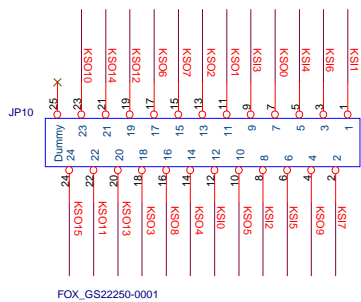 KSO10 KSO14 KSO12 KSO6 KSO7 KSO2 KSO1 KSI3 KSO0 KSI4 KSI6 KSI1
25 23 21 19 17 15 13 11 9 7 5 3 1
JP10
Dummy 23 21 19 17 15 13 11 9 7 5 3 1
24 22 20 18 16 14 12 10 8 6 4 2
24 22 20 18 16 14 12 10 8 6 4 2
KSO15 KSO11 KSO13 KSO3 KSO8 KSO4 KSI0 KSO5 KSI2 KSI5 KSO9 KSI7
FOX_GS22250-0001